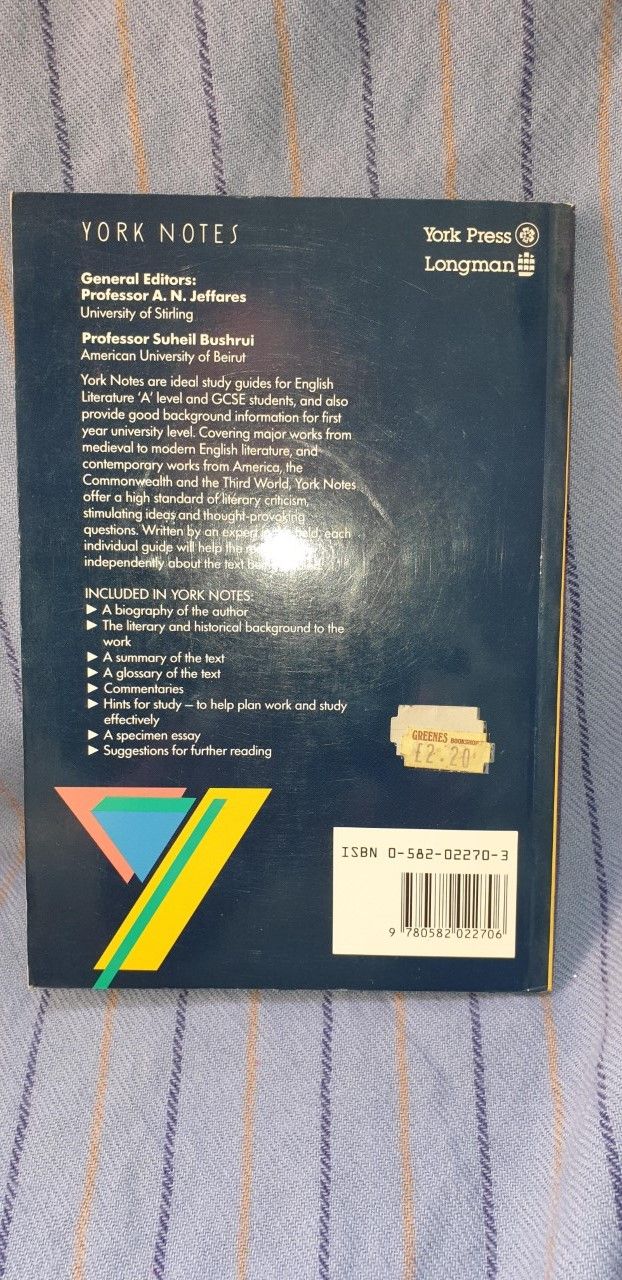 YORK NOTES
York Press
Longman
General Editors:
Professor A. N. Jeffares
University of Stirling
Professor Suheil Bushrui
American University of Beirut
York Notes are ideal study guides for English
Literature ‘A’ level and GCSE students, and also
provide good background information for first
year university level. Covering major works from
medieval to modern English literature, and
contemporary works from America, the
Commonwealth and the Third World, York Notes
offer a high standard of literary criticism,
stimulating ideas and thought-provoking
questions. Written by an expert field, each
individual guide will help the
independently about the text
INCLUDED IN YORK NOTES:
▶ A biography of the author
▶ The literary and historical background to the
work
▶ A summary of the text
▶ A glossary of the text
▶ Commentaries
▶ Hints for study – to help plan work and study
effectively
▶ A specimen essay
▶ Suggestions for further reading
GREENES BOOKSHOP
£2.20
ISBN 0-582-02270-3
9 780582 022706